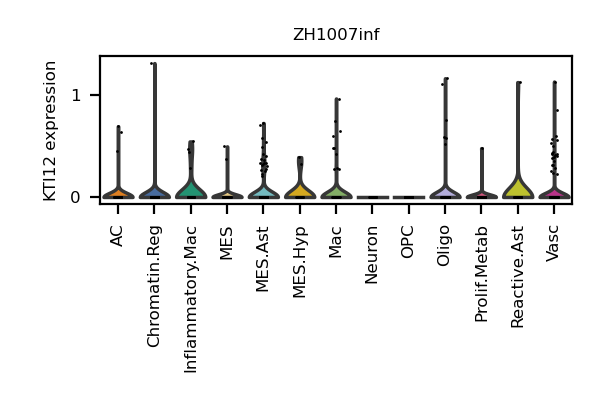 ZH1007inf
KTI12 expression
1
0
AC
Chromatin.Reg
Inflammatory.Mac
MES
MES.Ast
MES.Hyp
Mac
Neuron
OPC
Oligo
Prolif.Metab
Reactive.Ast
Vasc